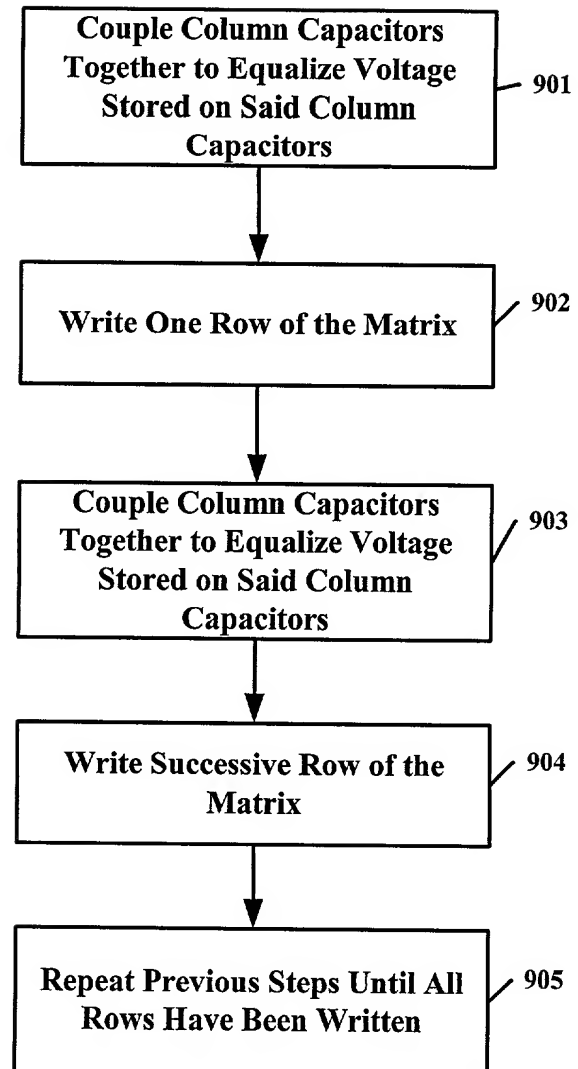 Couple Column Capacitors
Together to Equalize Voltage
Stored on Said Column
Capacitors
901
Write One Row of the Matrix
902
Couple Column Capacitors
Together to Equalize Voltage
Stored on Said Column
Capacitors
903
Write Successive Row of the
Matrix
904
Repeat Previous Steps Until All
Rows Have Been Written
905